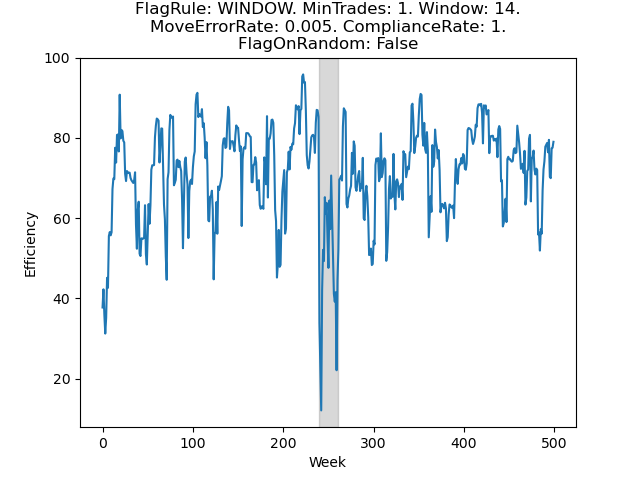 FlagRule: WINDOW. MinTrades: 1. Window: 14.
MoveErrorRate: 0.005. ComplianceRate: 1.
FlagOnRandom: False
100
80
60
40
20
Efficiency
0 100 200 300 400 500
Week